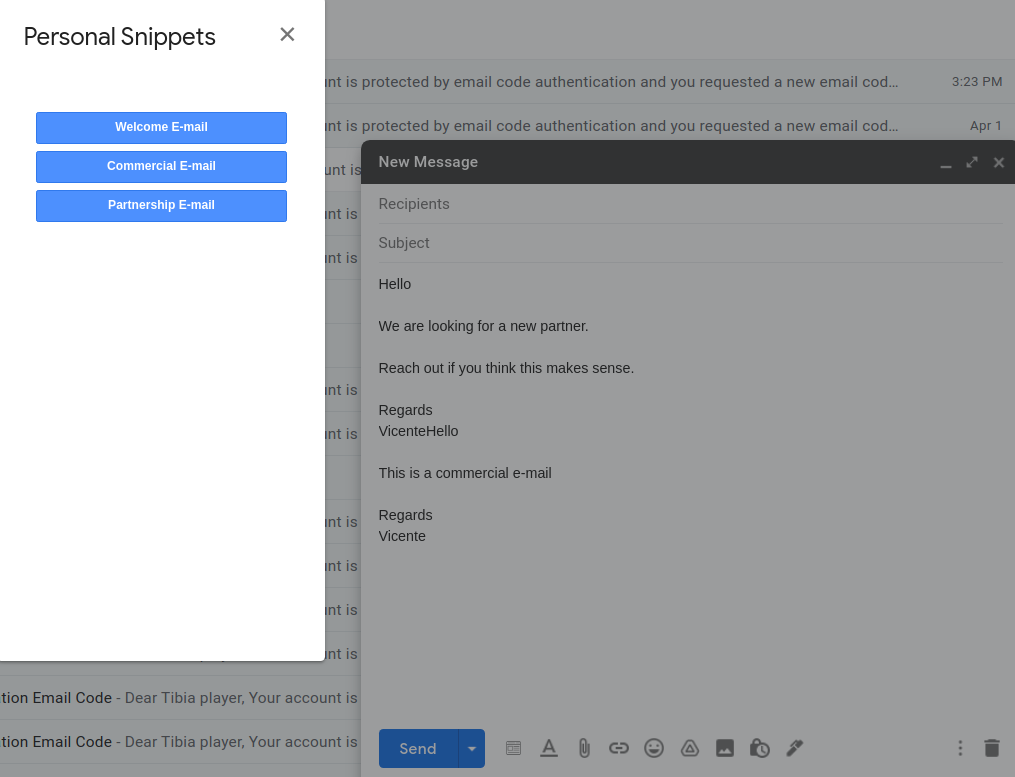 Personal Snippets
Welcome E-mail
Commercial E-mail
Partnership E-mail
unt is protected by email code authentication and you requested a new email cod… 3:23 PM
unt is protected by email code authentication and you requested a new email cod… Apr 1
unt is
unt is
unt is
unt is
unt is
unt is
unt is
unt is
unt is
tion Email Code - Dear Tibia player, Your account is
tion Email Code - Dear Tibia player, Your account is
New Message
Recipients
Subject
Hello
We are looking for a new partner.
Reach out if you think this makes sense.
Regards
VicenteHello
This is a commercial e-mail
Regards
Vicente
Send